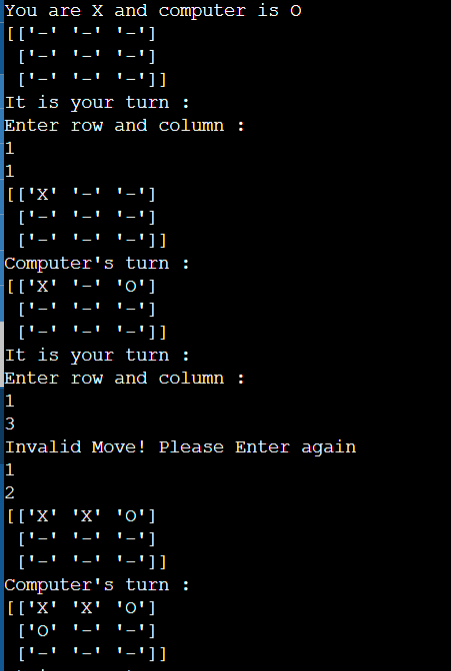 You are X and computer is O
[['-' '-' '-']
 ['-' '-' '-']
 ['-' '-' '-']]
It is your turn :
Enter row and column :
1
1
[['X' '-' '-']
 ['-' '-' '-']
 ['-' '-' '-']]
Computer's turn :
[['X' '-' 'O']
 ['-' '-' '-']
 ['-' '-' '-']]
It is your turn :
Enter row and column :
1
3
Invalid Move! Please Enter again
1
2
[['X' 'X' 'O']
 ['-' '-' '-']
 ['-' '-' '-']]
Computer's turn :
[['X' 'X' 'O']
 ['O' '-' '-']
 ['-' '-' '-']]